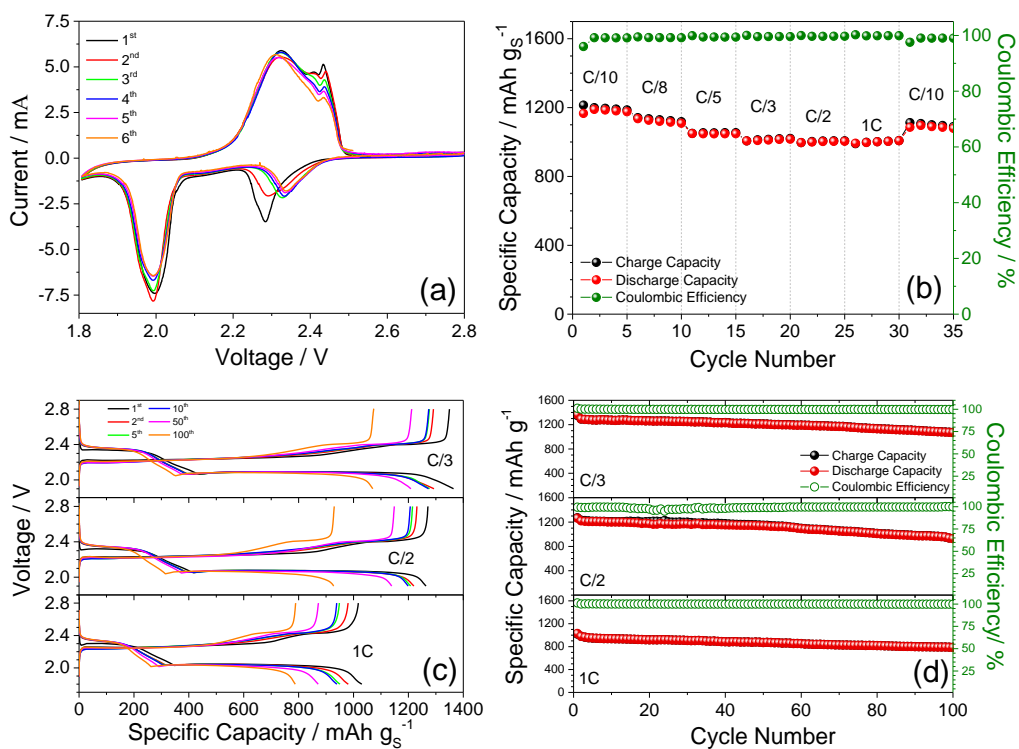 7.5
5.0
2.5
0.0
-2.5
-5.0
-7.5
Current / mA
1st
2nd
3rd
4th
5th
6th
(a)
1.8 2.0 2.2 2.4 2.6 2.8
Voltage / V
1600
1200
800
400
0
Specific Capacity / mAh gS-1
C/10
C/8
C/5
C/3
C/2
1C
C/10
Charge Capacity
Discharge Capacity
Coulombic Efficiency
(b)
100
80
60
40
20
0
Coulombic Efficiency / %
0 5 10 15 20 25 30 35
Cycle Number
2.8
2.4
2.0
2.8
2.4
2.0
2.8
2.4
2.0
Voltage / V
1st 10th
2nd 50th
5th 100th
C/3
C/2
1C
(c)
0 200 400 600 800 1000 1200 1400
Specific Capacity / mAh gS-1
1200
800
400
1600
1200
800
400
1600
1200
800
400
0
Specific Capacity / mAh g-1
Charge Capacity
Discharge Capacity
Coulombic Efficiency
C/3
C/2
1C
(d)
100
75
50
25
100
75
50
25
100
75
50
25
0
Coulombic Efficiency/ %
0 20 40 60 80 100
Cycle Number